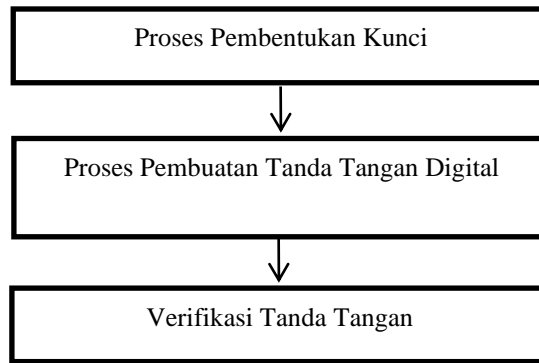 Proses Pembentukan Kunci
Proses Pembuatan Tanda Tangan Digital
Verifikasi Tanda Tangan